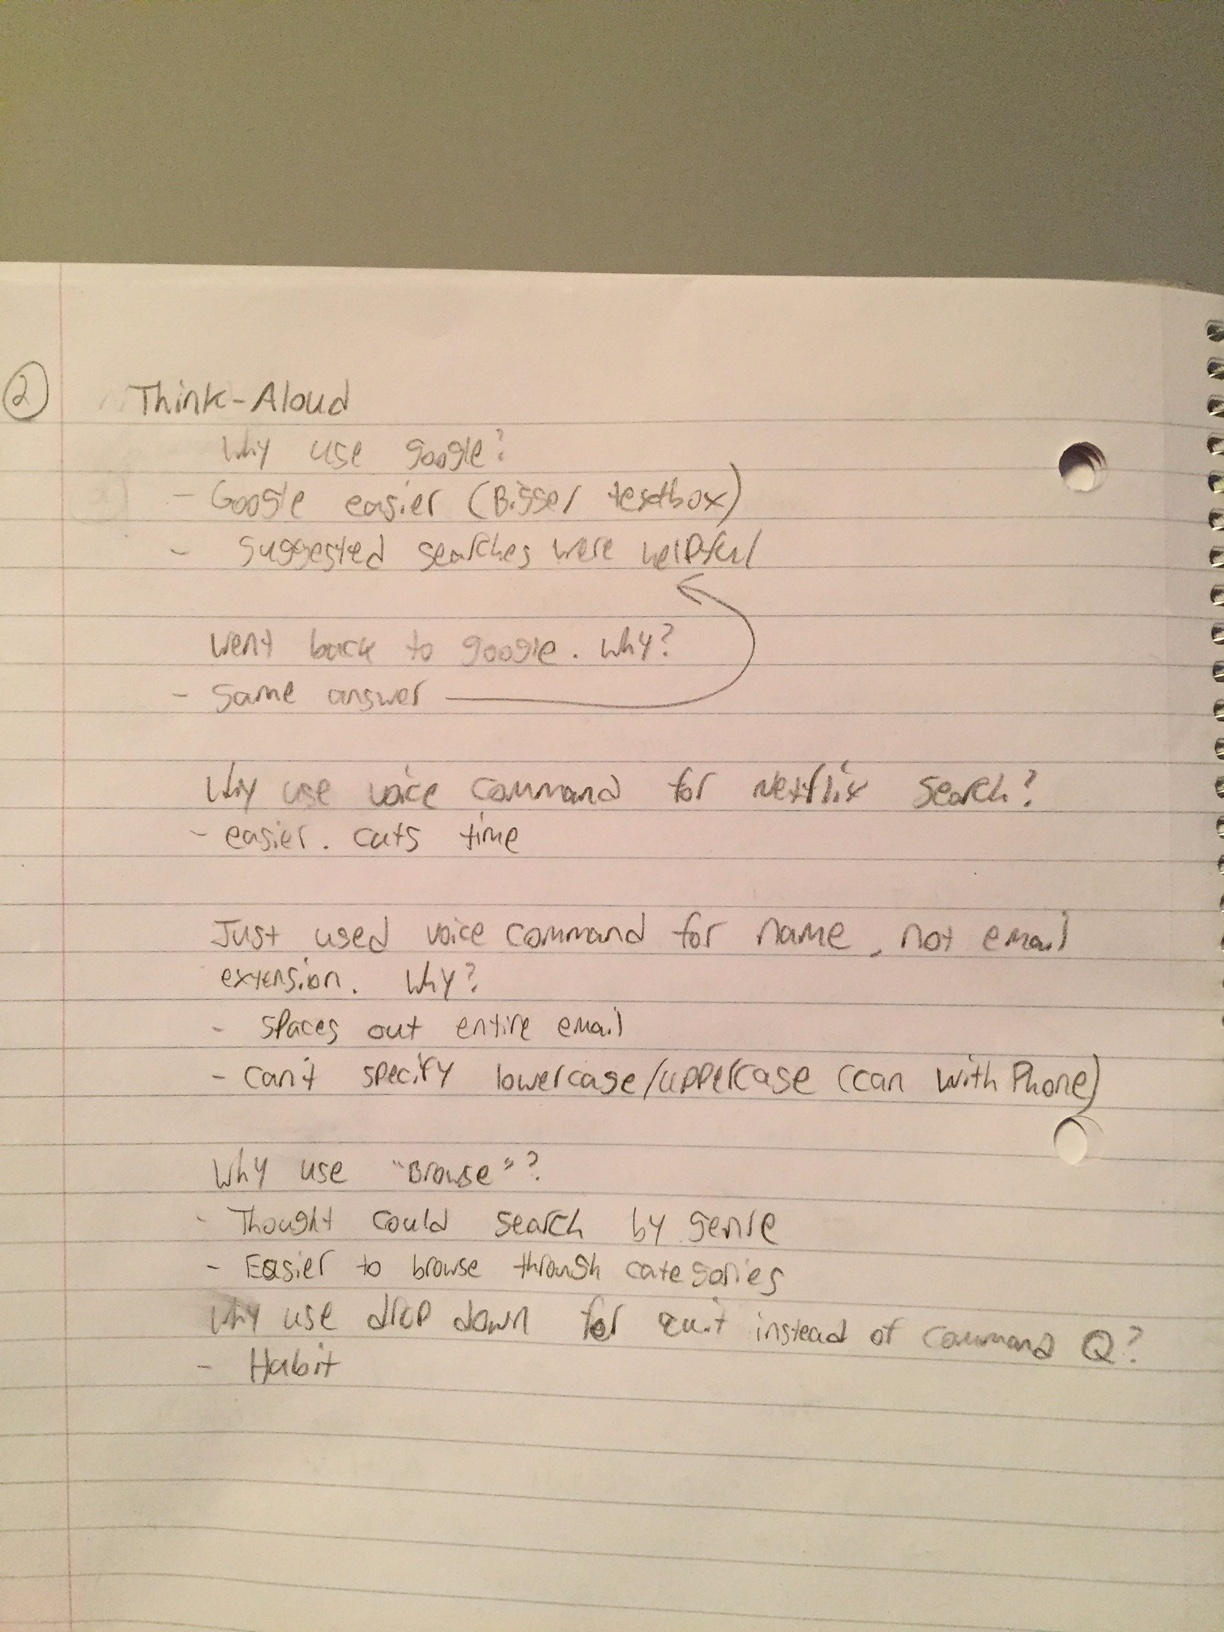 2
Think-Aloud
Why use google?
- Google easier (Bigger textbox)
- Suggested searches were helpful
Went back to google. Why?
- Same answer
Why use voice command for Netflix search?
- easier. cuts time
Just used voice command for name, not email
extension. Why?
- Spaces out entire email
- Can't specify lowercase/uppercase (can with Phone)
Why use "Browse"?
- Thought could search by genre
- Easier to browse through categories
Why use drop down for quit instead of command Q?
- Habit